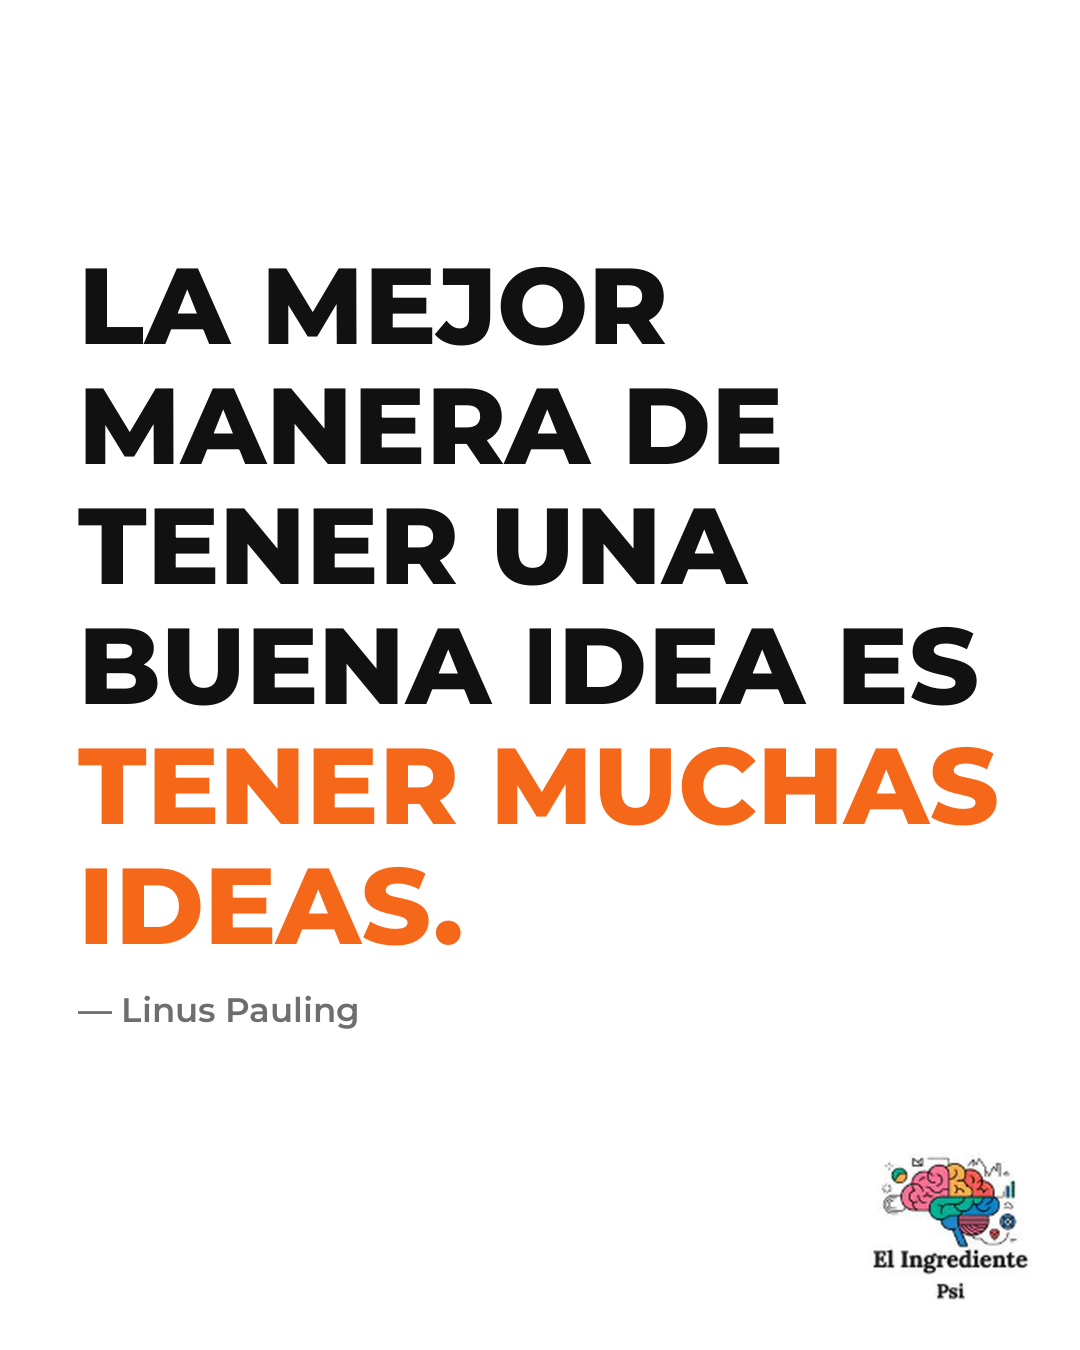 LA MEJOR
MANERA DE
TENER UNA
BUENA IDEA ES
TENER MUCHAS
IDEAS.
— Linus Pauling
El Ingrediente
Psi